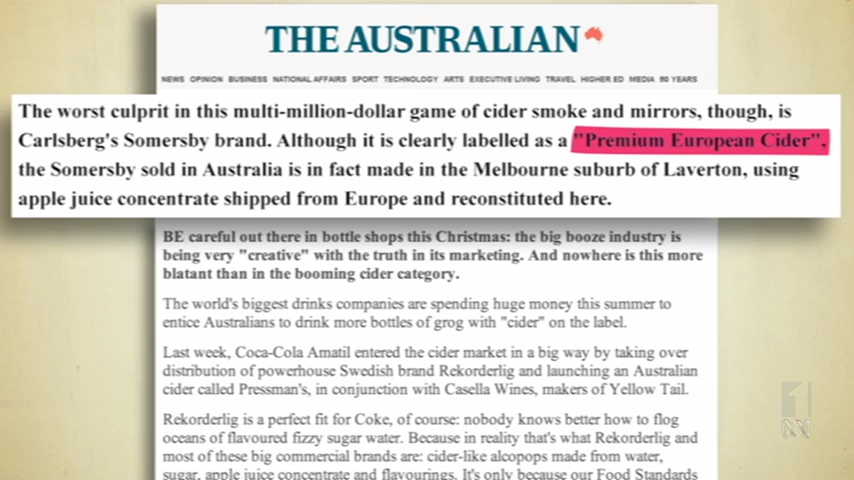 THE AUSTRALIAN
NEWS OPINION BUSINESS NATIONAL AFFAIRS SPORT TECHNOLOGY ARTS EXECUTIVE LIVING TRAVEL HIGHER ED MEDIA 50 YEARS
The worst culprit in this multi-million-dollar game of cider smoke and mirrors, though, is
Carlsberg's Somersby brand. Although it is clearly labelled as a "Premium European Cider",
the Somersby sold in Australia is in fact made in the Melbourne suburb of Laverton, using
apple juice concentrate shipped from Europe and reconstituted here.
BE careful out there in bottle shops this Christmas: the big booze industry is
being very "creative" with the truth in its marketing. And nowhere is this more
blatant than in the booming cider category.
The world's biggest drinks companies are spending huge money this summer to
entice Australians to drink more bottles of grog with "cider" on the label.
Last week, Coca-Cola Amatil entered the cider market in a big way by taking over
distribution of powerhouse Swedish brand Rekorderlig and launching an Australian
cider called Pressman's, in conjunction with Casella Wines, makers of Yellow Tail.
Rekorderlig is a perfect fit for Coke, of course: nobody knows better how to flog
oceans of flavoured fizzy sugar water. Because in reality that's what Rekorderlig and
most of these big commercial brands are: cider-like alcopops made from water,
sugar, apple juice concentrate and flavourings. It's only because our Food Standards
1
NN